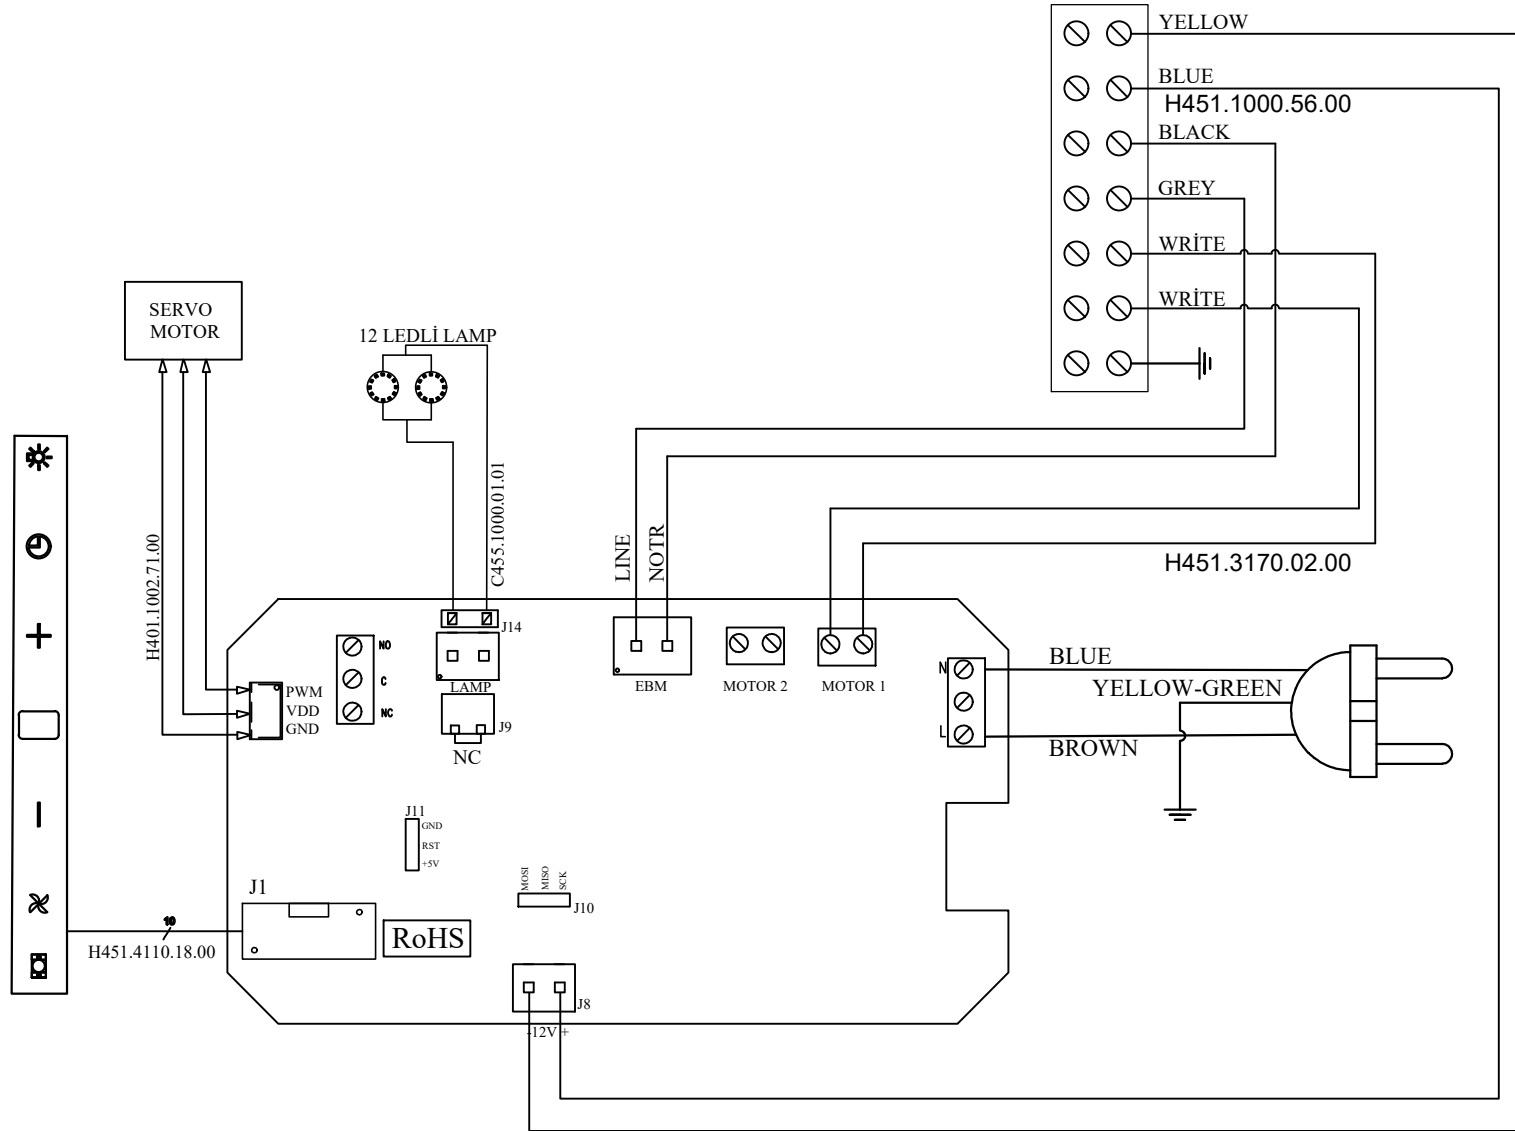 YELLOW
BLUE
H451.1000.56.00
BLACK
GREY
WRİTE
WRİTE
SERVO
MOTOR
12 LEDLİ LAMP
H401.1002.71.00
C455.1000.01.01
LINE
NOTR
H451.3170.02.00
J14
NO
C
NC
LAMP
J9
NC
EBM
MOTOR 2
MOTOR 1
PWM
VDD
GND
N
L
BLUE
YELLOW-GREEN
BROWN
J11
GND
RST
+5V
MOSI
MISO
SCK
J10
J1
10
H451.4110.18.00
RoHS
J8
-12V +